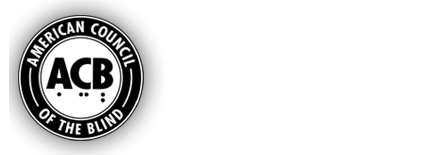 AMERICAN COUNCIL
ACB
⠁⠉⠃
OF THE BLIND